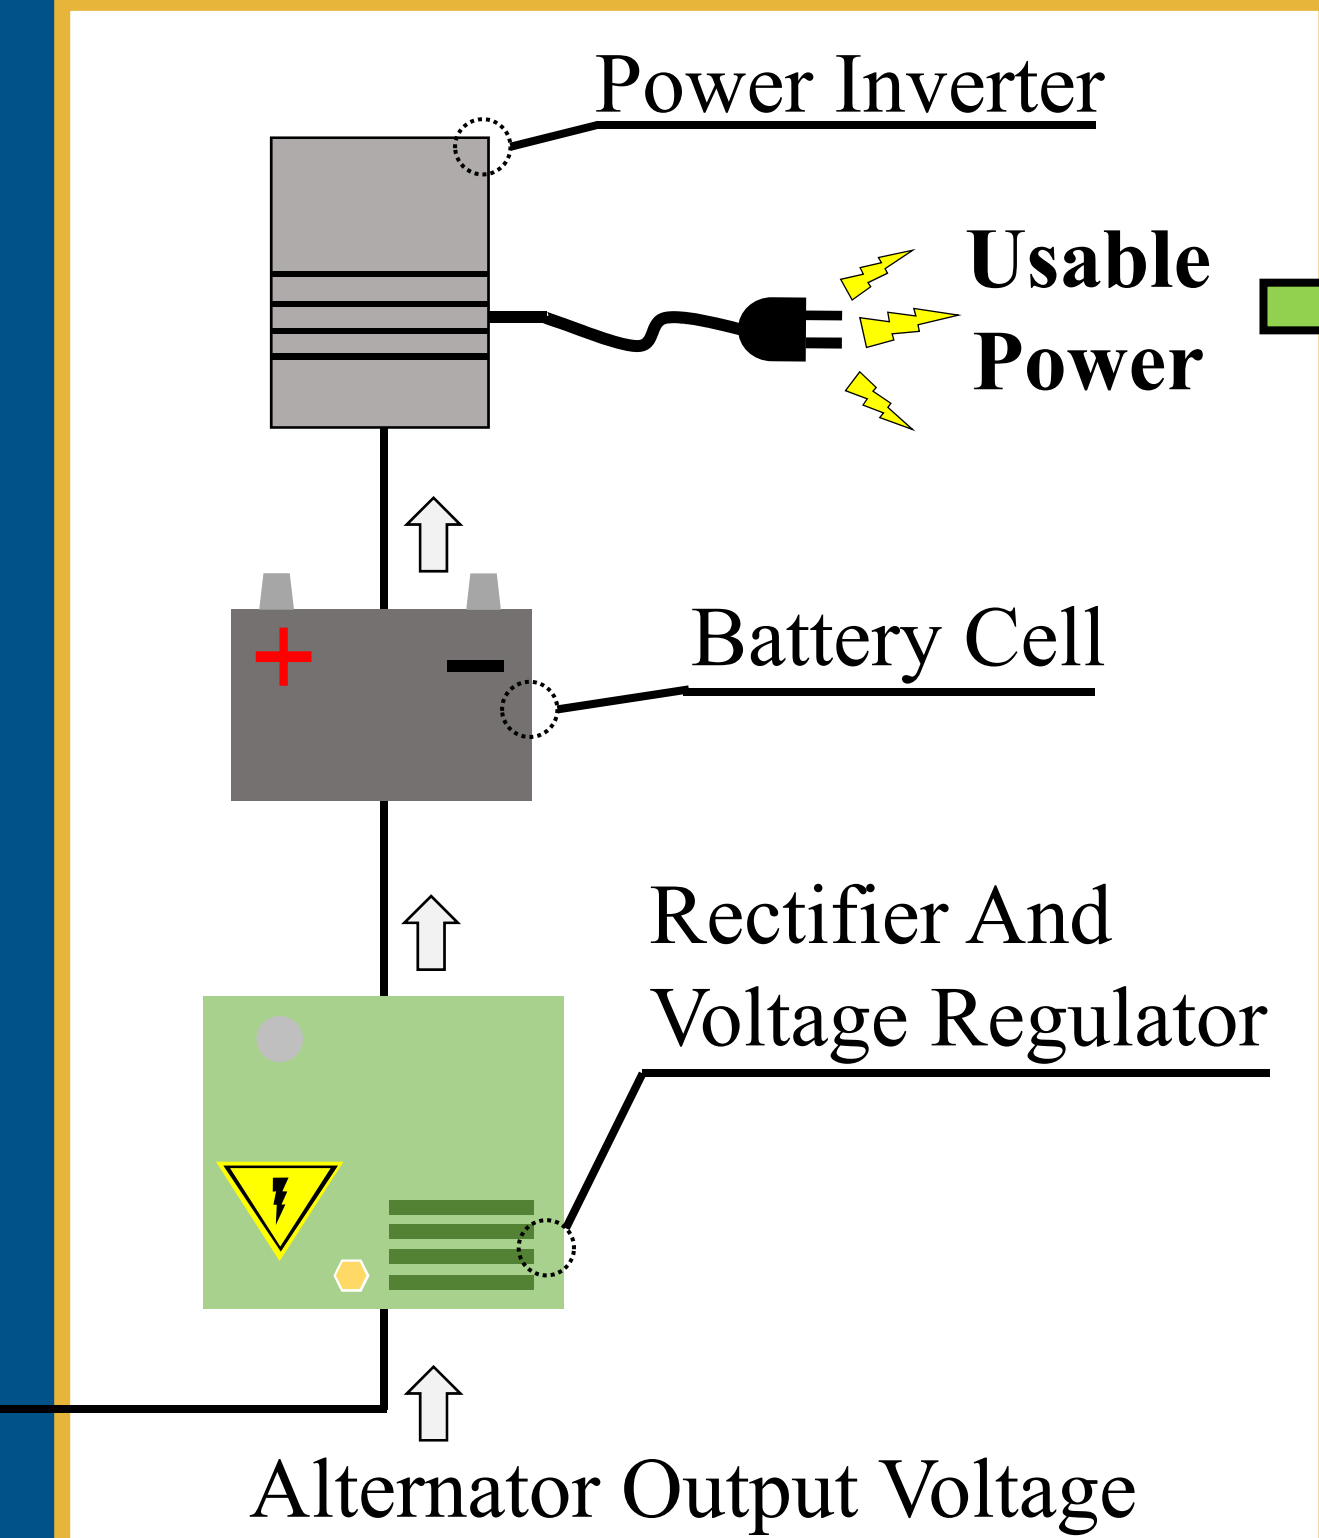 Power Inverter
Usable
Power
Battery Cell
Rectifier And
Voltage Regulator
Alternator Output Voltage